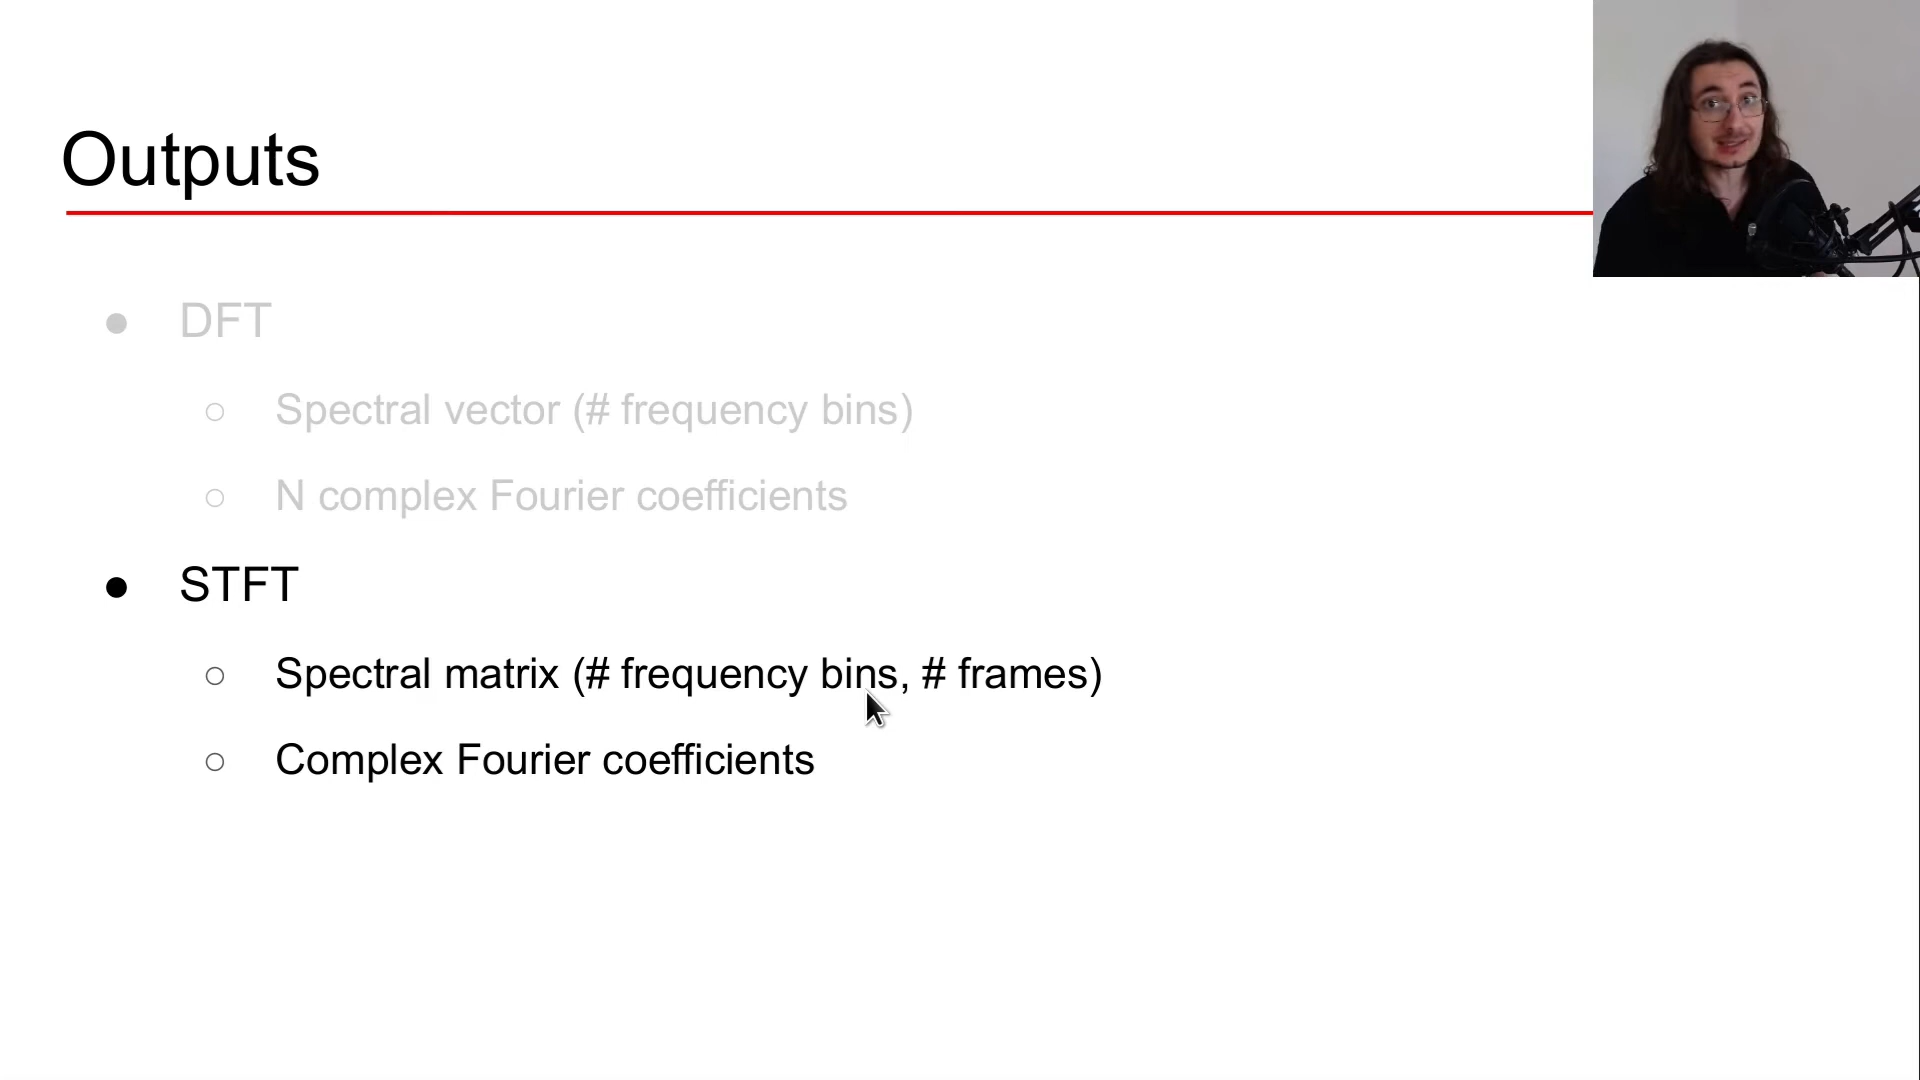 Outputs
● DFT
○ Spectral vector (# frequency bins)
○ N complex Fourier coefficients
● STFT
○ Spectral matrix (# frequency bins, # frames)
○ Complex Fourier coefficients